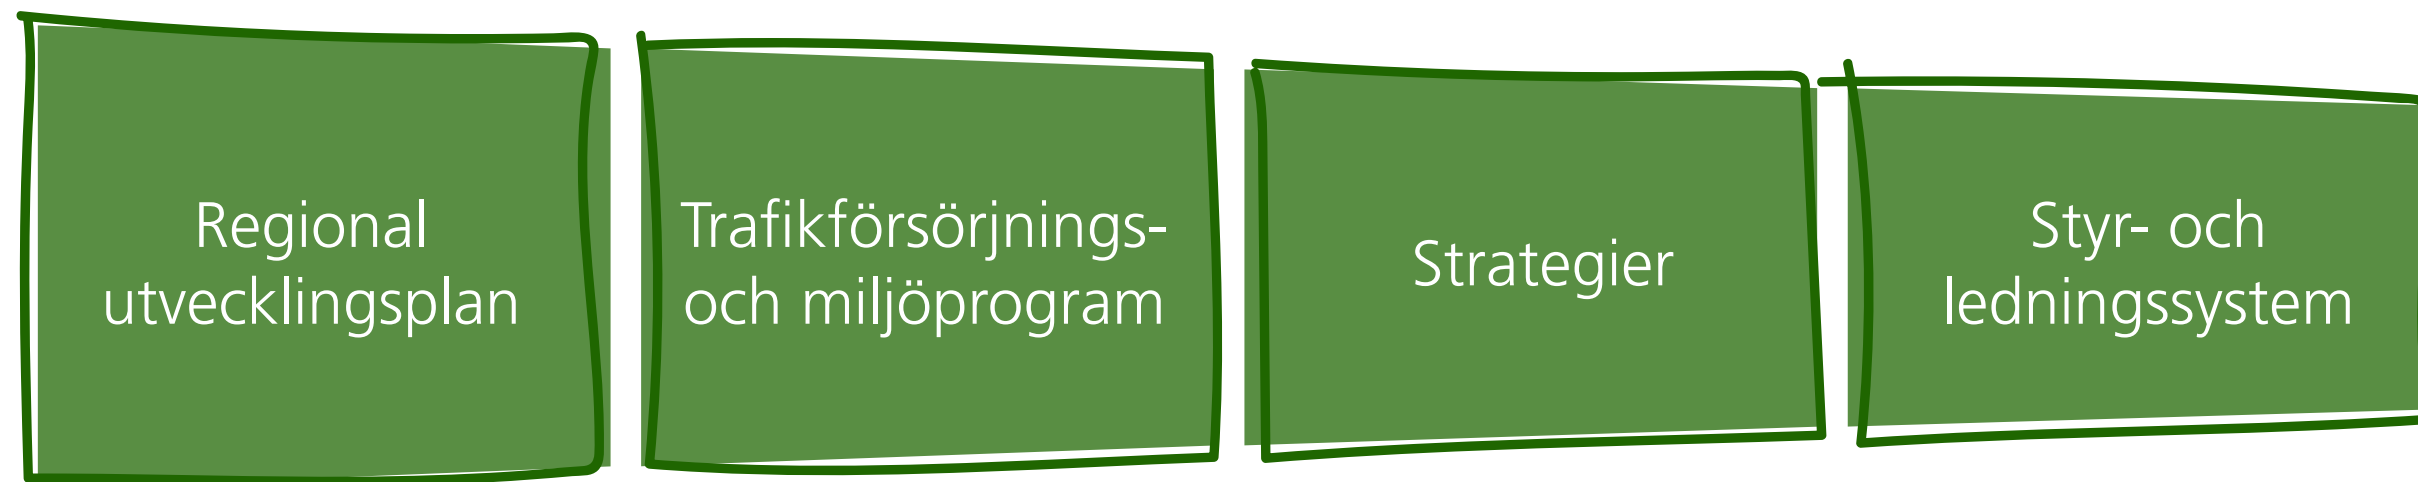 Regional
utvecklingsplan
Trafikförsörjnings-
och miljöprogram
Strategier
Styr- och
ledningssystem